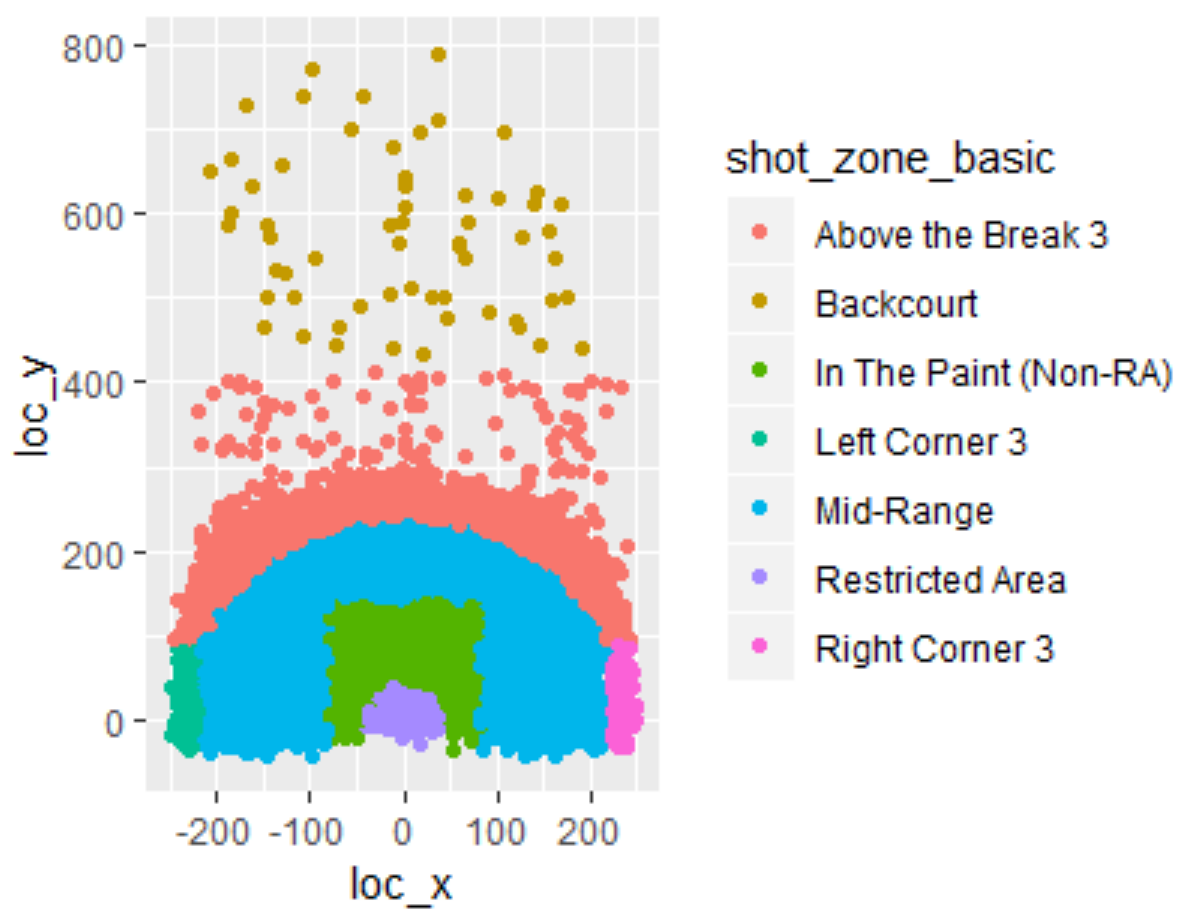 800
600
400
200
0
loc_y
-200 -100 0 100 200
loc_x
shot_zone_basic
Above the Break 3
Backcourt
In The Paint (Non-RA)
Left Corner 3
Mid-Range
Restricted Area
Right Corner 3